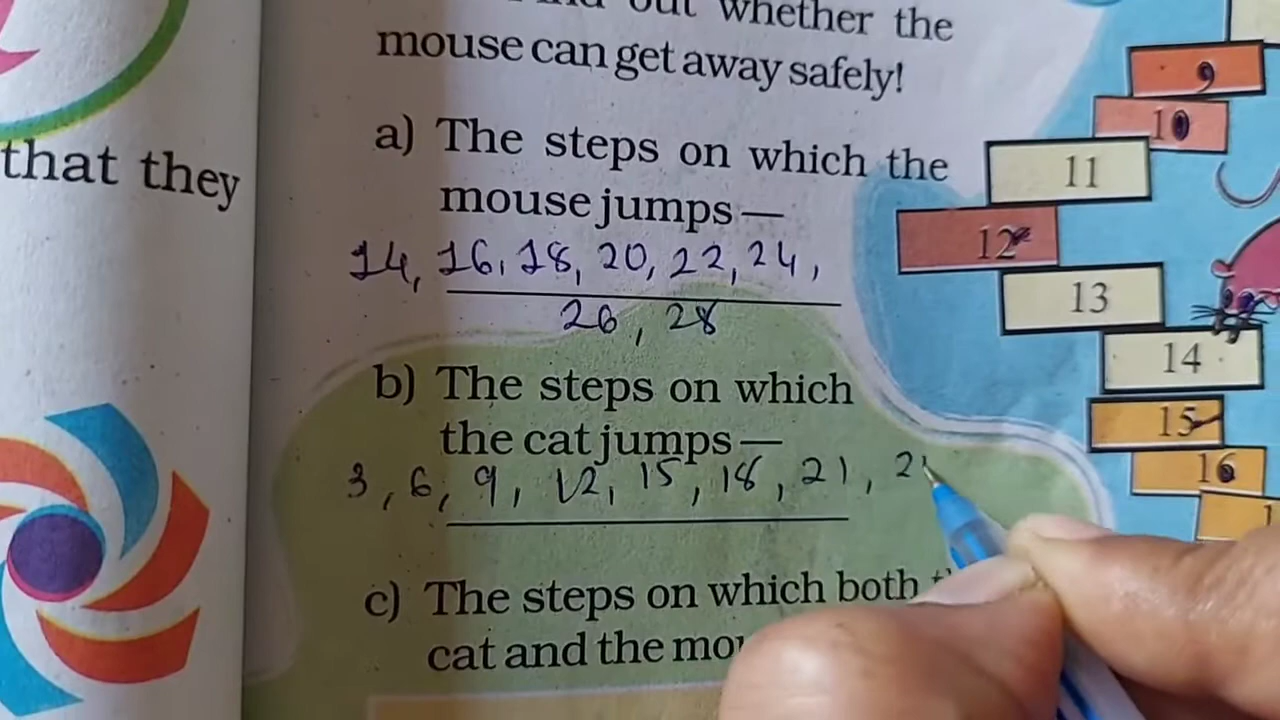 out whether the
mouse can get away safely!
that they
a) The steps on which the
mouse jumps —
14, 16, 18, 20, 22, 24,
26, 28
b) The steps on which
the cat jumps —
3, 6, 9, 12, 15, 18, 21, 2
c) The steps on which both
cat and the
9
10
11
12
13
14
15
16